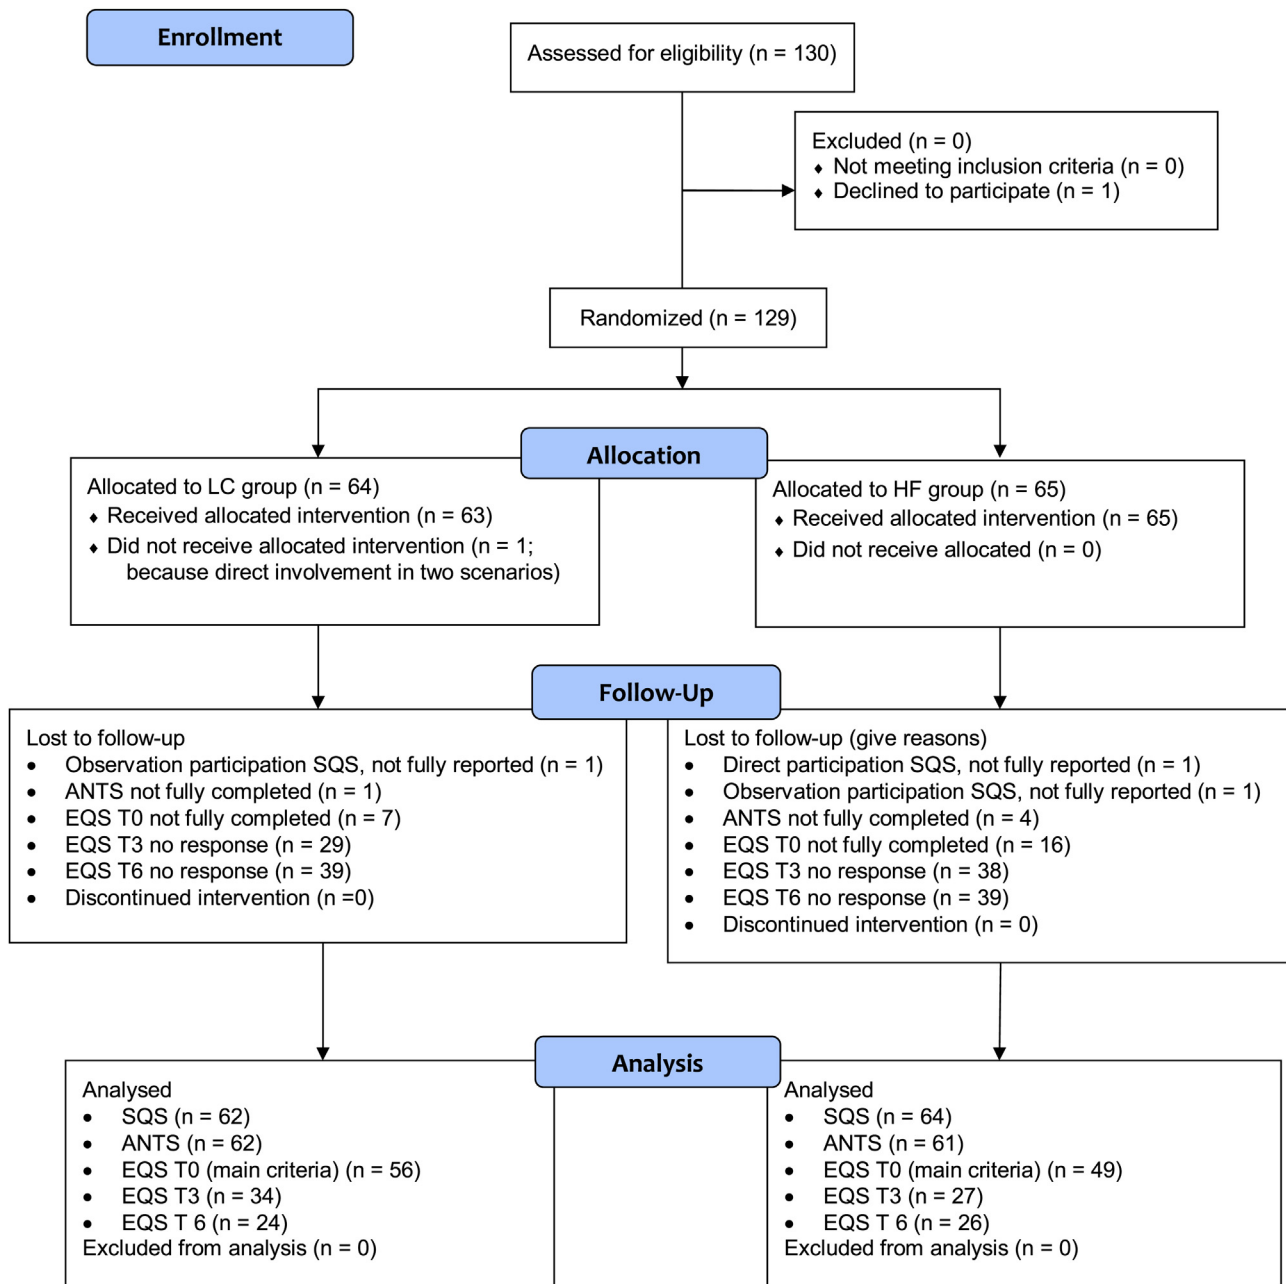 Enrollment
Assessed for eligibility (n = 130)
Excluded (n = 0)
♦ Not meeting inclusion criteria (n = 0)
♦ Declined to participate (n = 1)
Randomized (n = 129)
Allocation
Allocated to LC group (n = 64)
♦ Received allocated intervention (n = 63)
♦ Did not receive allocated intervention (n = 1;
because direct involvement in two scenarios)
Allocated to HF group (n = 65)
♦ Received allocated intervention (n = 65)
♦ Did not receive allocated (n = 0)
Follow-Up
Lost to follow-up
• Observation participation SQS, not fully reported (n = 1)
• ANTS not fully completed (n = 1)
• EQS T0 not fully completed (n = 7)
• EQS T3 no response (n = 29)
• EQS T6 no response (n = 39)
• Discontinued intervention (n =0)
Lost to follow-up (give reasons)
• Direct participation SQS, not fully reported (n = 1)
• Observation participation SQS, not fully reported (n = 1)
• ANTS not fully completed (n = 4)
• EQS T0 not fully completed (n = 16)
• EQS T3 no response (n = 38)
• EQS T6 no response (n = 39)
• Discontinued intervention (n = 0)
Analysis
Analysed
• SQS (n = 62)
• ANTS (n = 62)
• EQS T0 (main criteria) (n = 56)
• EQS T3 (n = 34)
• EQS T 6 (n = 24)
Excluded from analysis (n = 0)
Analysed
• SQS (n = 64)
• ANTS (n = 61)
• EQS T0 (main criteria) (n = 49)
• EQS T3 (n = 27)
• EQS T 6 (n = 26)
Excluded from analysis (n = 0)